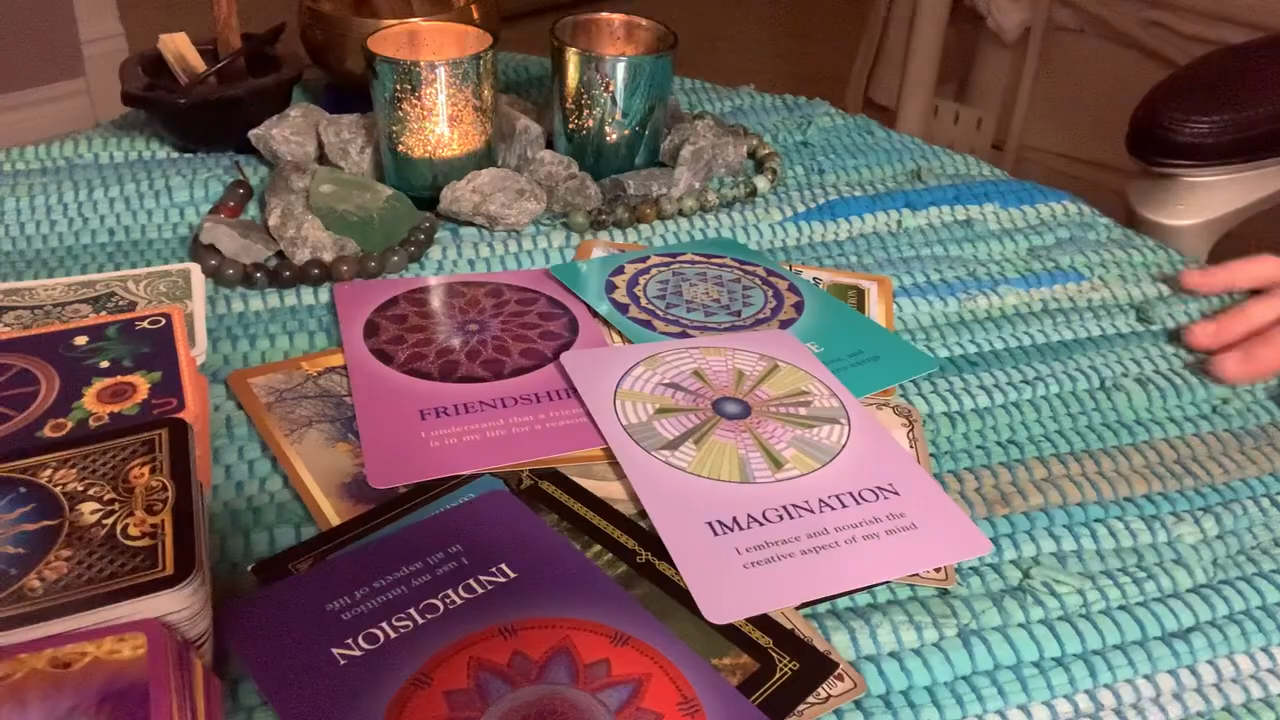 FRIENDSHIP
I understand that a friend
is in my life for a reason
IMAGINATION
I embrace and nourish the
creative aspect of my mind
INDECISION
I use my intuition
in all aspects of life